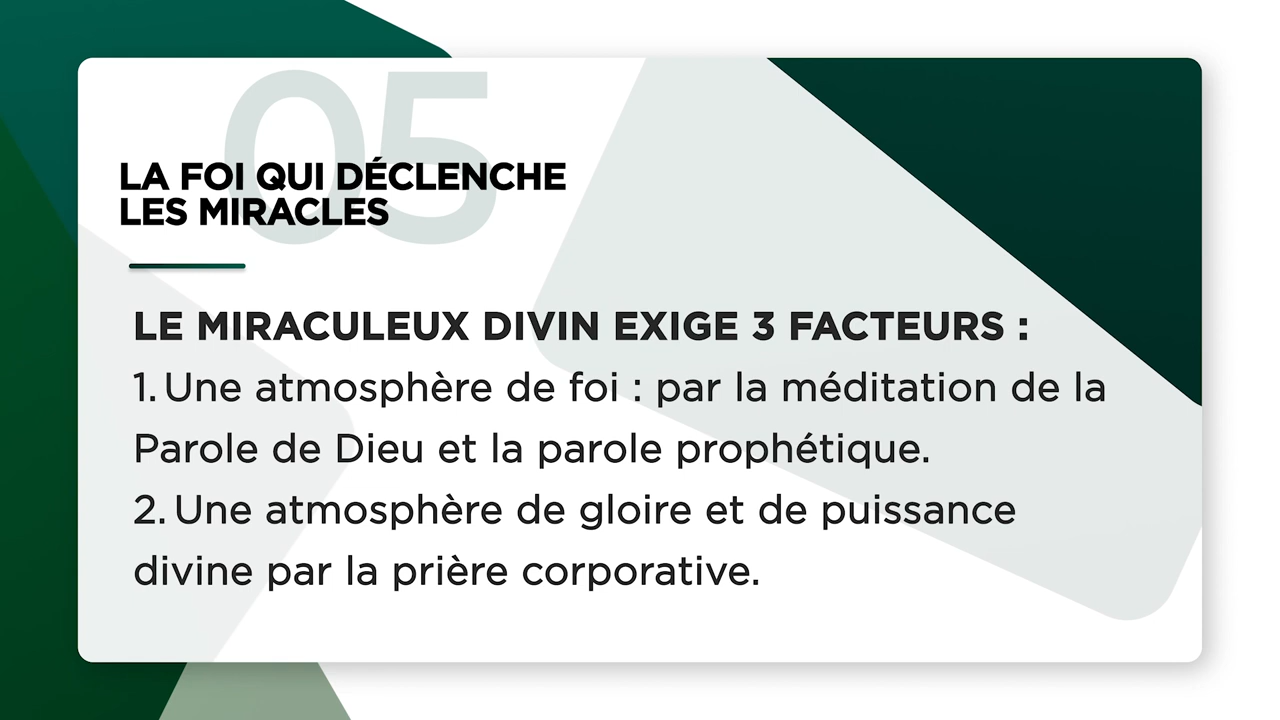 05
LA FOI QUI DÉCLENCHE
LES MIRACLES
LE MIRACULEUX DIVIN EXIGE 3 FACTEURS :
1. Une atmosphère de foi : par la méditation de la
Parole de Dieu et la parole prophétique.
2. Une atmosphère de gloire et de puissance
divine par la prière corporative.